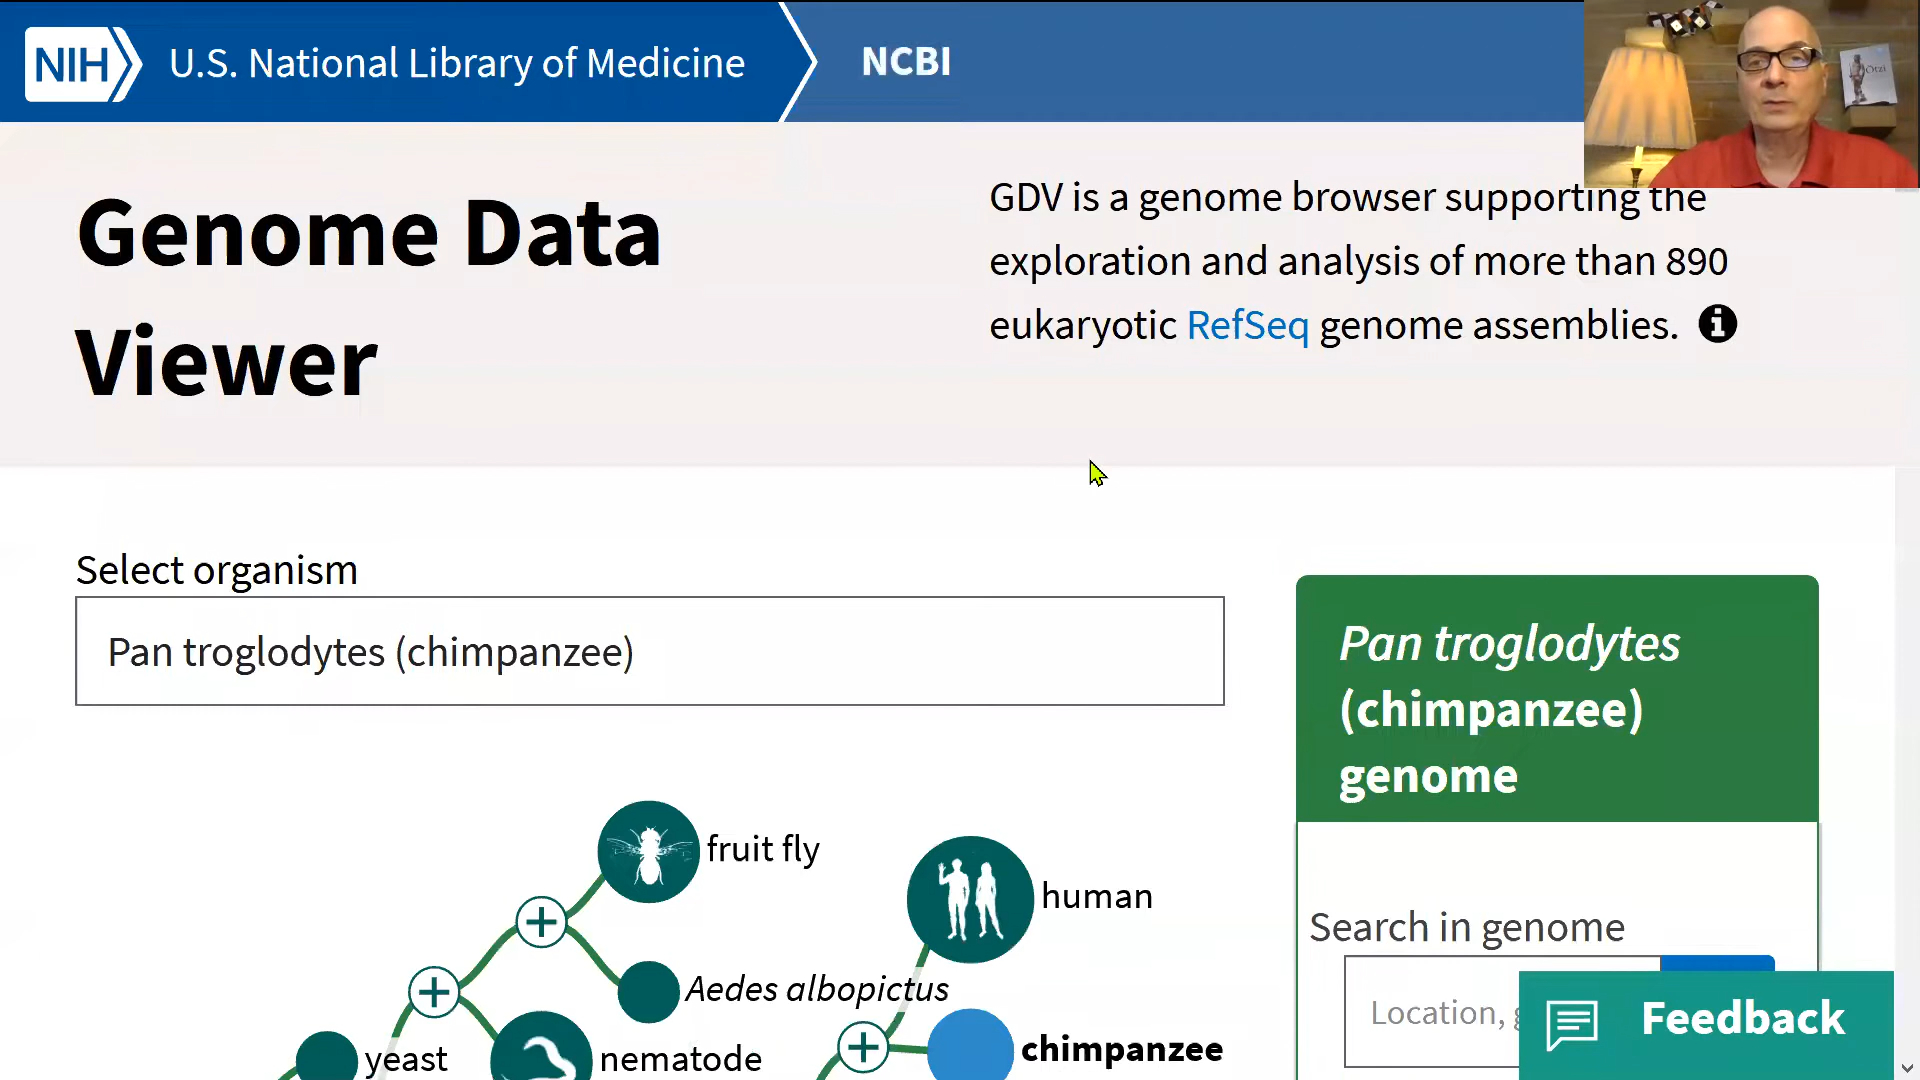 NIH U.S. National Library of Medicine NCBI
Ötzi
Genome Data
Viewer
GDV is a genome browser supporting the
exploration and analysis of more than 890
eukaryotic RefSeq genome assemblies.
Select organism
Pan troglodytes (chimpanzee)
fruit fly
human
Aedes albopictus
chimpanzee
yeast
nematode
Pan troglodytes
(chimpanzee)
genome
Search in genome
Location,
Feedback